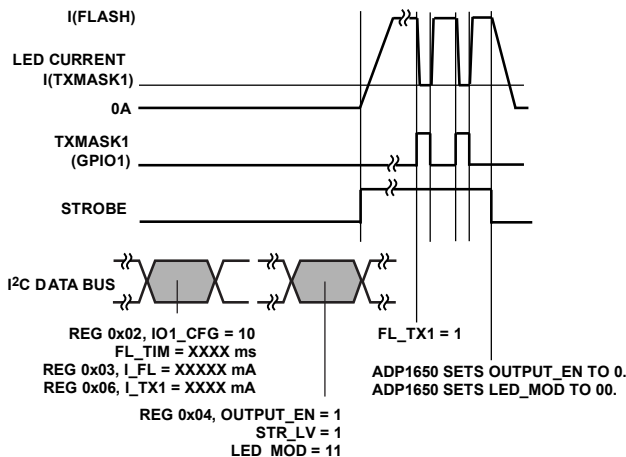 I(FLASH)
LED CURRENT
I(TXMASK1)
0A
TXMASK1
(GPIO1)
STROBE
I2C DATA BUS
REG 0x02, IO1_CFG = 10
FL_TIM = XXXX ms
REG 0x03, I_FL = XXXXX mA
REG 0x06, I_TX1 = XXXX mA
REG 0x04, OUTPUT_EN = 1
STR_LV = 1
LED_MOD = 11
FL_TX1 = 1
ADP1650 SETS OUTPUT_EN TO 0.
ADP1650 SETS LED_MOD TO 00.